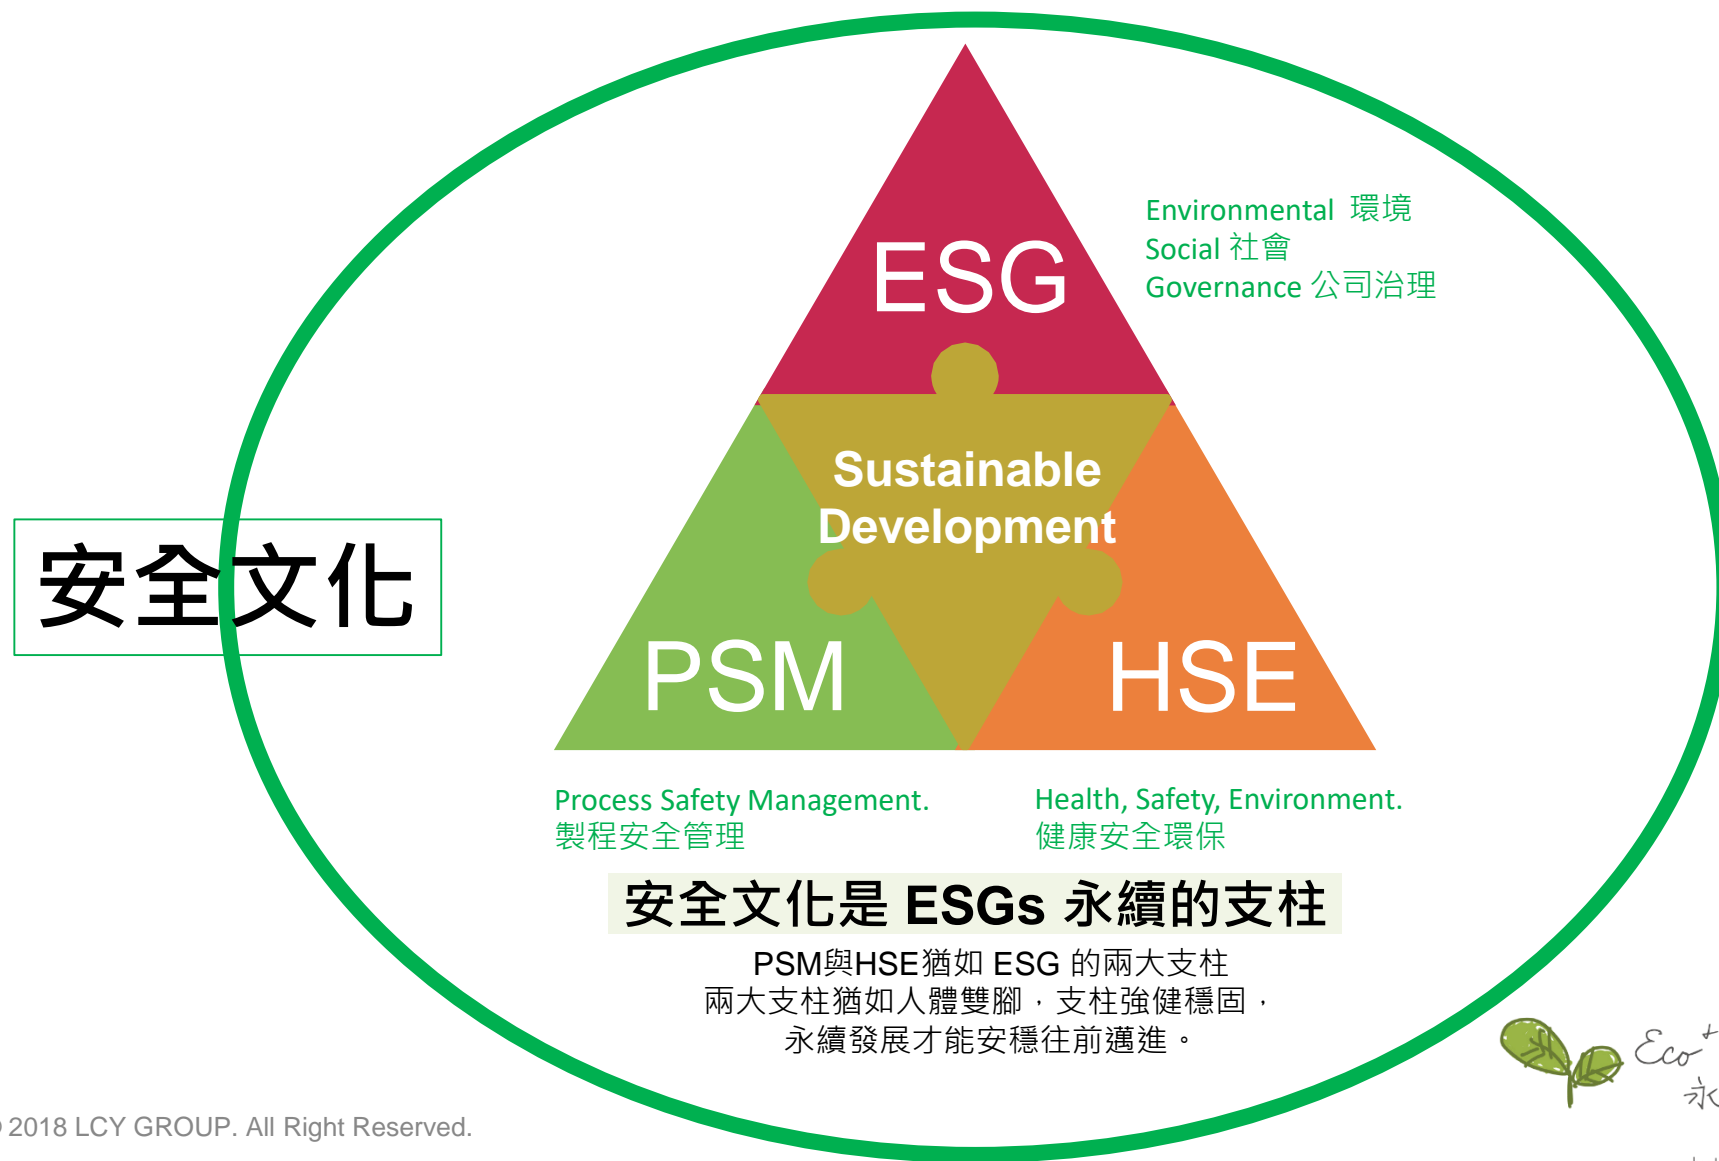 ESG
Environmental 環境
Social 社會
Governance 公司治理
Sustainable
Development
安全文化
PSM
HSE
Process Safety Management.
製程安全管理
Health, Safety, Environment.
健康安全環保
安全文化是 ESGs 永續的支柱
PSM與HSE猶如 ESG 的兩大支柱
兩大支柱猶如人體雙腳，支柱強健穩固，
永續發展才能安穩往前邁進。
Eco+
永
2018 LCY GROUP. All Right Reserved.